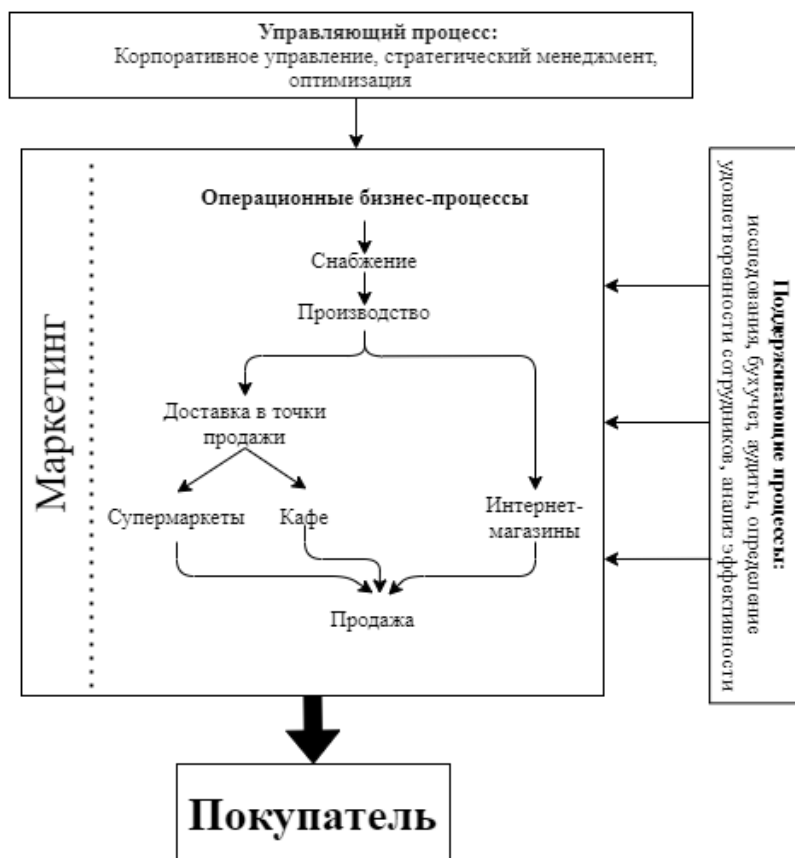 Управляющий процесс:
Корпоративное управление, стратегический менеджмент,
оптимизация
Маркетинг
Операционные бизнес-процессы
Снабжение
Производство
Доставка в точки
продажи
Супермаркеты
Кафе
Интернет-
магазины
Продажа
Поддерживающие процессы:
исследования, бухучет, аудиты, определение
удовлетворенности сотрудников, анализ эффективности
Покупатель